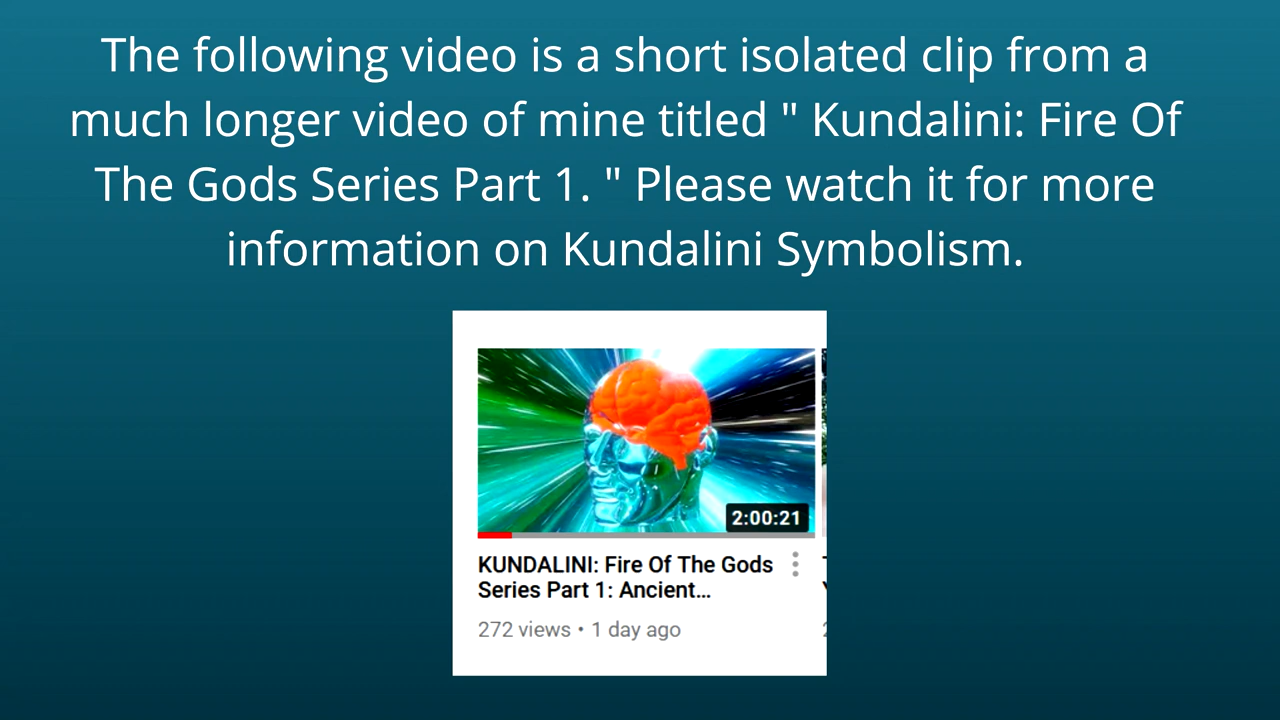 The following video is a short isolated clip from a
much longer video of mine titled " Kundalini: Fire Of
The Gods Series Part 1. " Please watch it for more
information on Kundalini Symbolism.
2:00:21
KUNDALINI: Fire Of The Gods
Series Part 1: Ancient...
272 views • 1 day ago